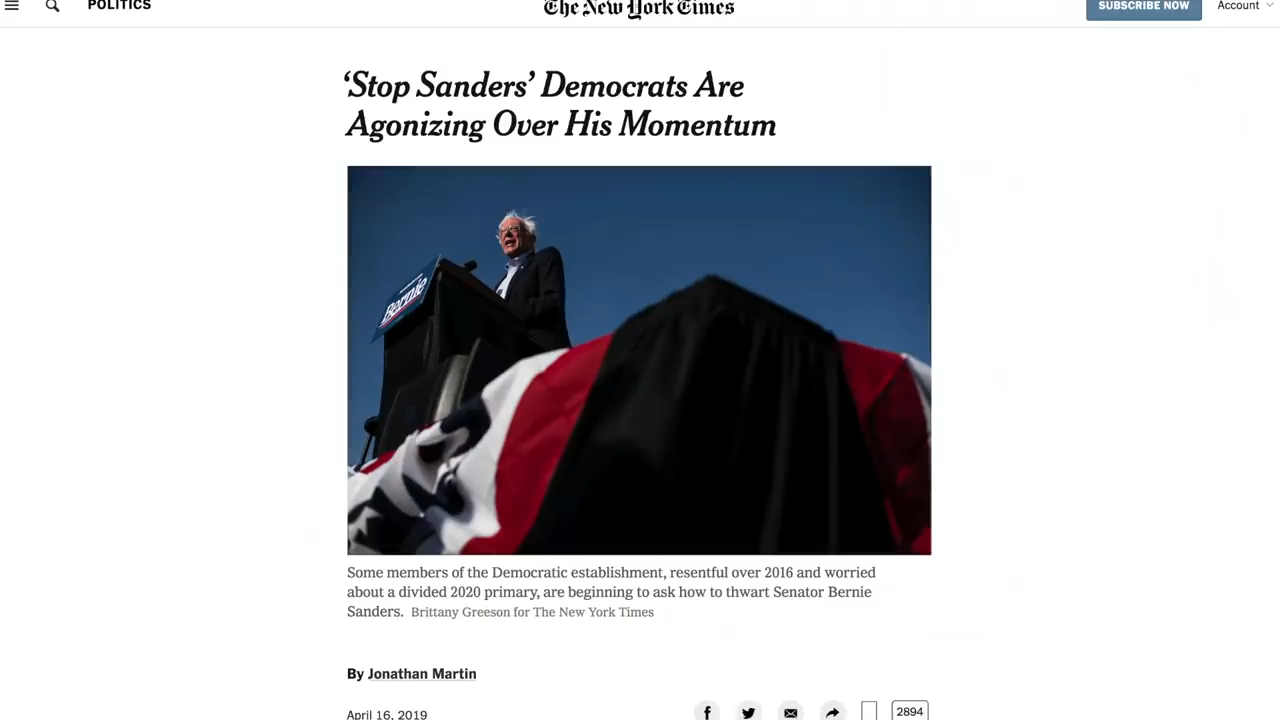 POLITICS
The New York Times
SUBSCRIBE NOW
Account
‘Stop Sanders’ Democrats Are
Agonizing Over His Momentum
Bernie
Some members of the Democratic establishment, resentful over 2016 and worried
about a divided 2020 primary, are beginning to ask how to thwart Senator Bernie
Sanders. Brittany Greeson for The New York Times
By Jonathan Martin
April 16, 2019
2894